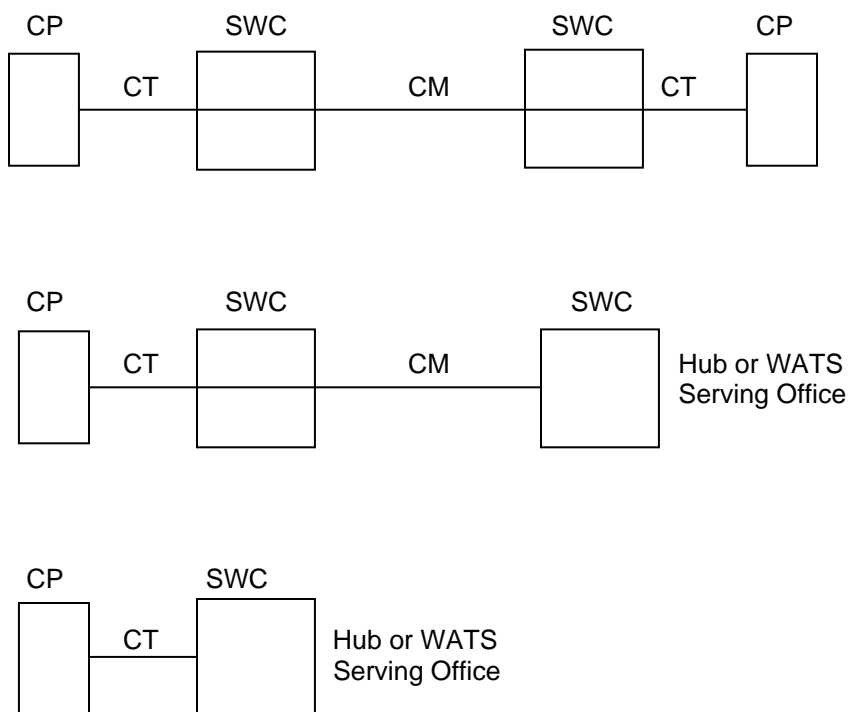 CP SWC SWC CP
CT CM CT
CP SWC SWC
CT CM Hub or WATS
Serving Office
CP SWC
CT Hub or WATS
Serving Office